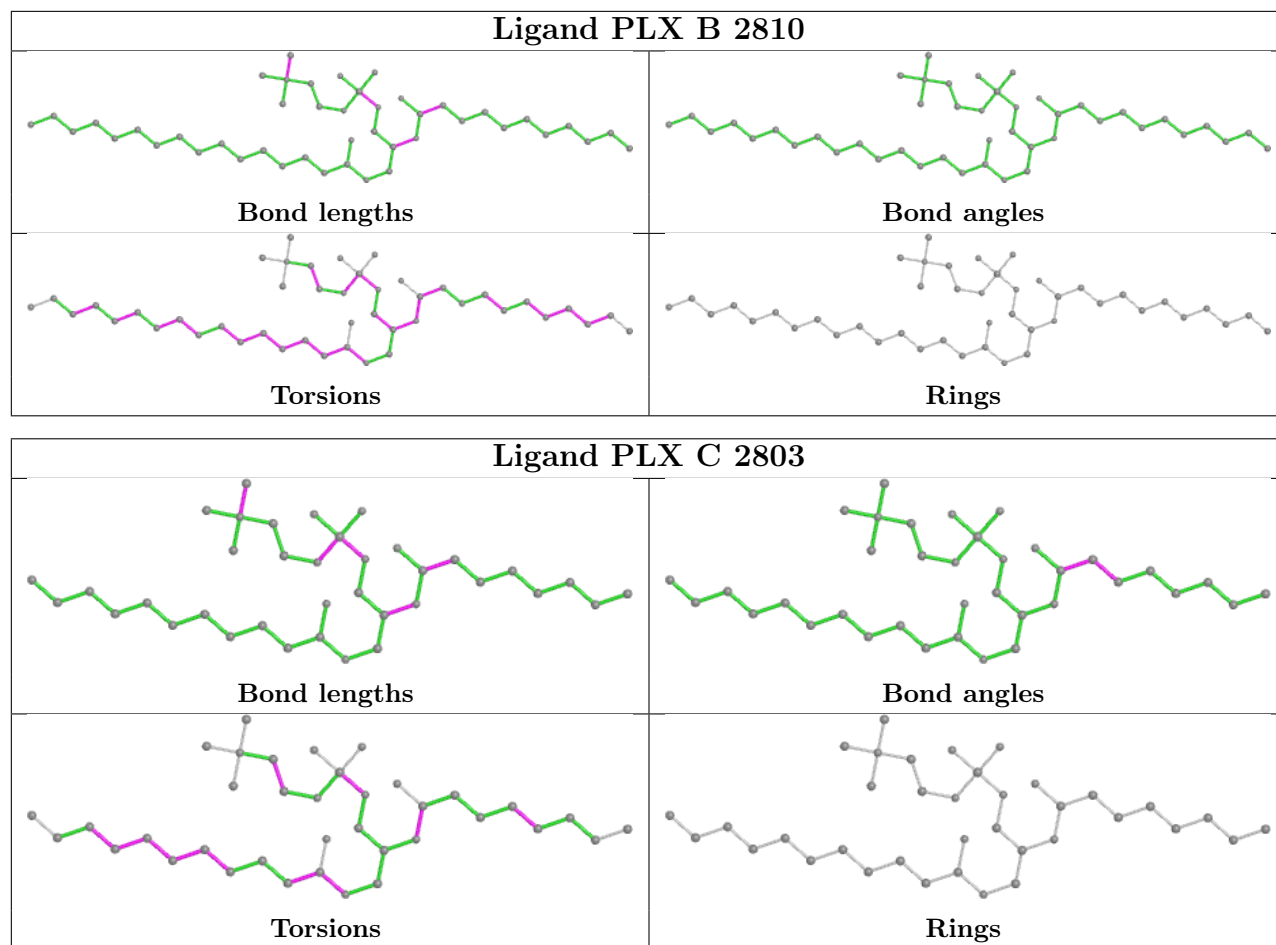 Ligand PLX B 2810
Bond lengths
Bond angles
Torsions
Rings
Ligand PLX C 2803
Bond lengths
Bond angles
Torsions
Rings